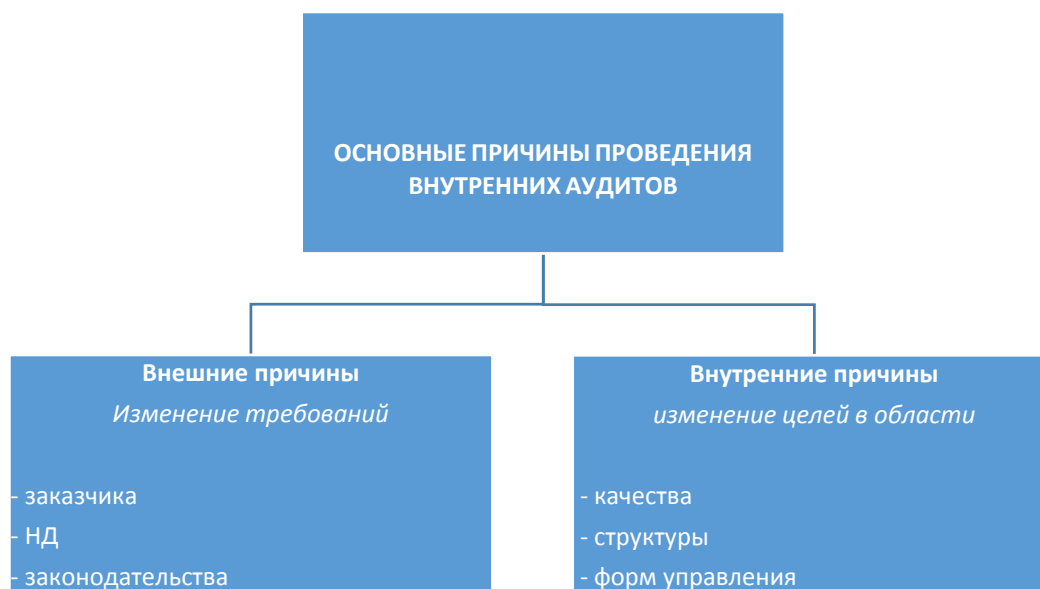 ОСНОВНЫЕ ПРИЧИНЫ ПРОВЕДЕНИЯ
ВНУТРЕННИХ АУДИТОВ
Внешние причины
Изменение требований
- заказчика
- НД
- законодательства
Внутренние причины
изменение целей в области
- качества
- структуры
- форм управления